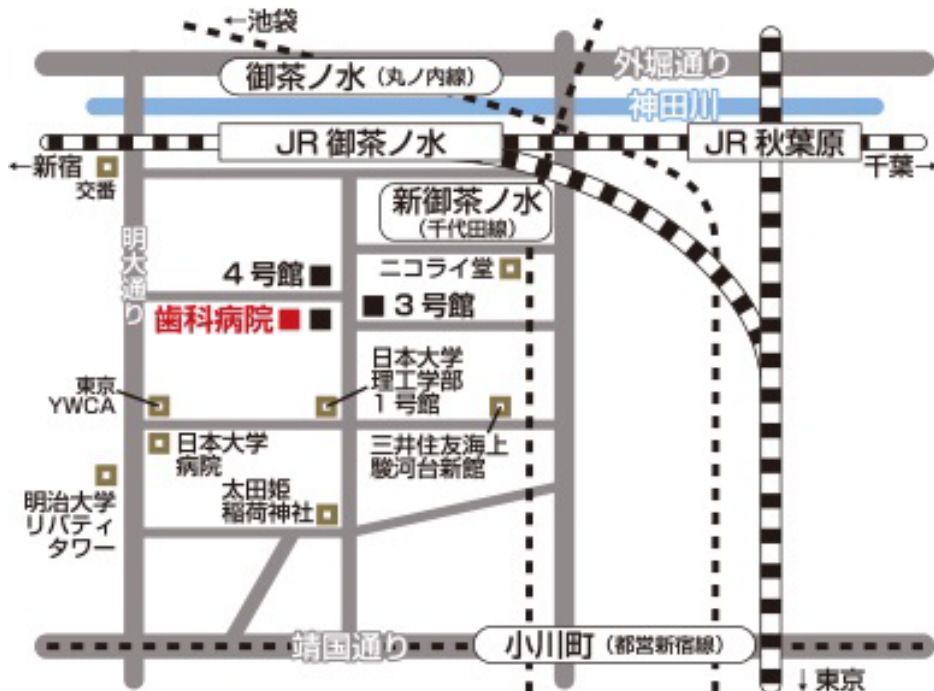 ←池袋
外堀通り
御茶ノ水（丸ノ内線）
神田川
JR 御茶ノ水
JR 秋葉原
←新宿
千葉→
交番
新御茶ノ水
（千代田線）
明大通り
ニコライ堂
4号館
3号館
歯科病院
日本大学
理工学部
1号館
東京
YWCA
日本大学
病院
三井住友海上
駿河台新館
太田姫
稲荷神社
明治大学
リバティ
タワー
靖国通り
小川町（都営新宿線）
↓東京